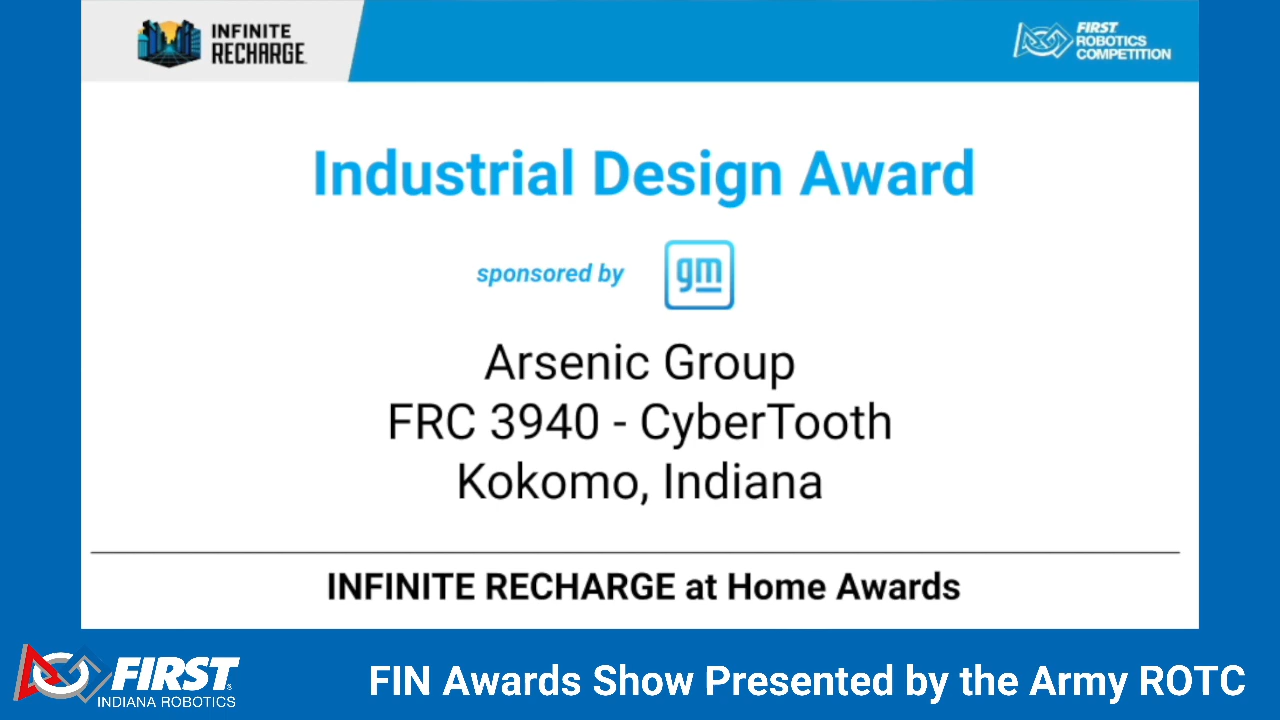 INFINITE
RECHARGE
FIRST
ROBOTICS
COMPETITION
Industrial Design Award
sponsored by
gm
Arsenic Group
FRC 3940 - CyberTooth
Kokomo, Indiana
INFINITE RECHARGE at Home Awards
FIRST
INDIANA ROBOTICS
FIN Awards Show Presented by the Army ROTC